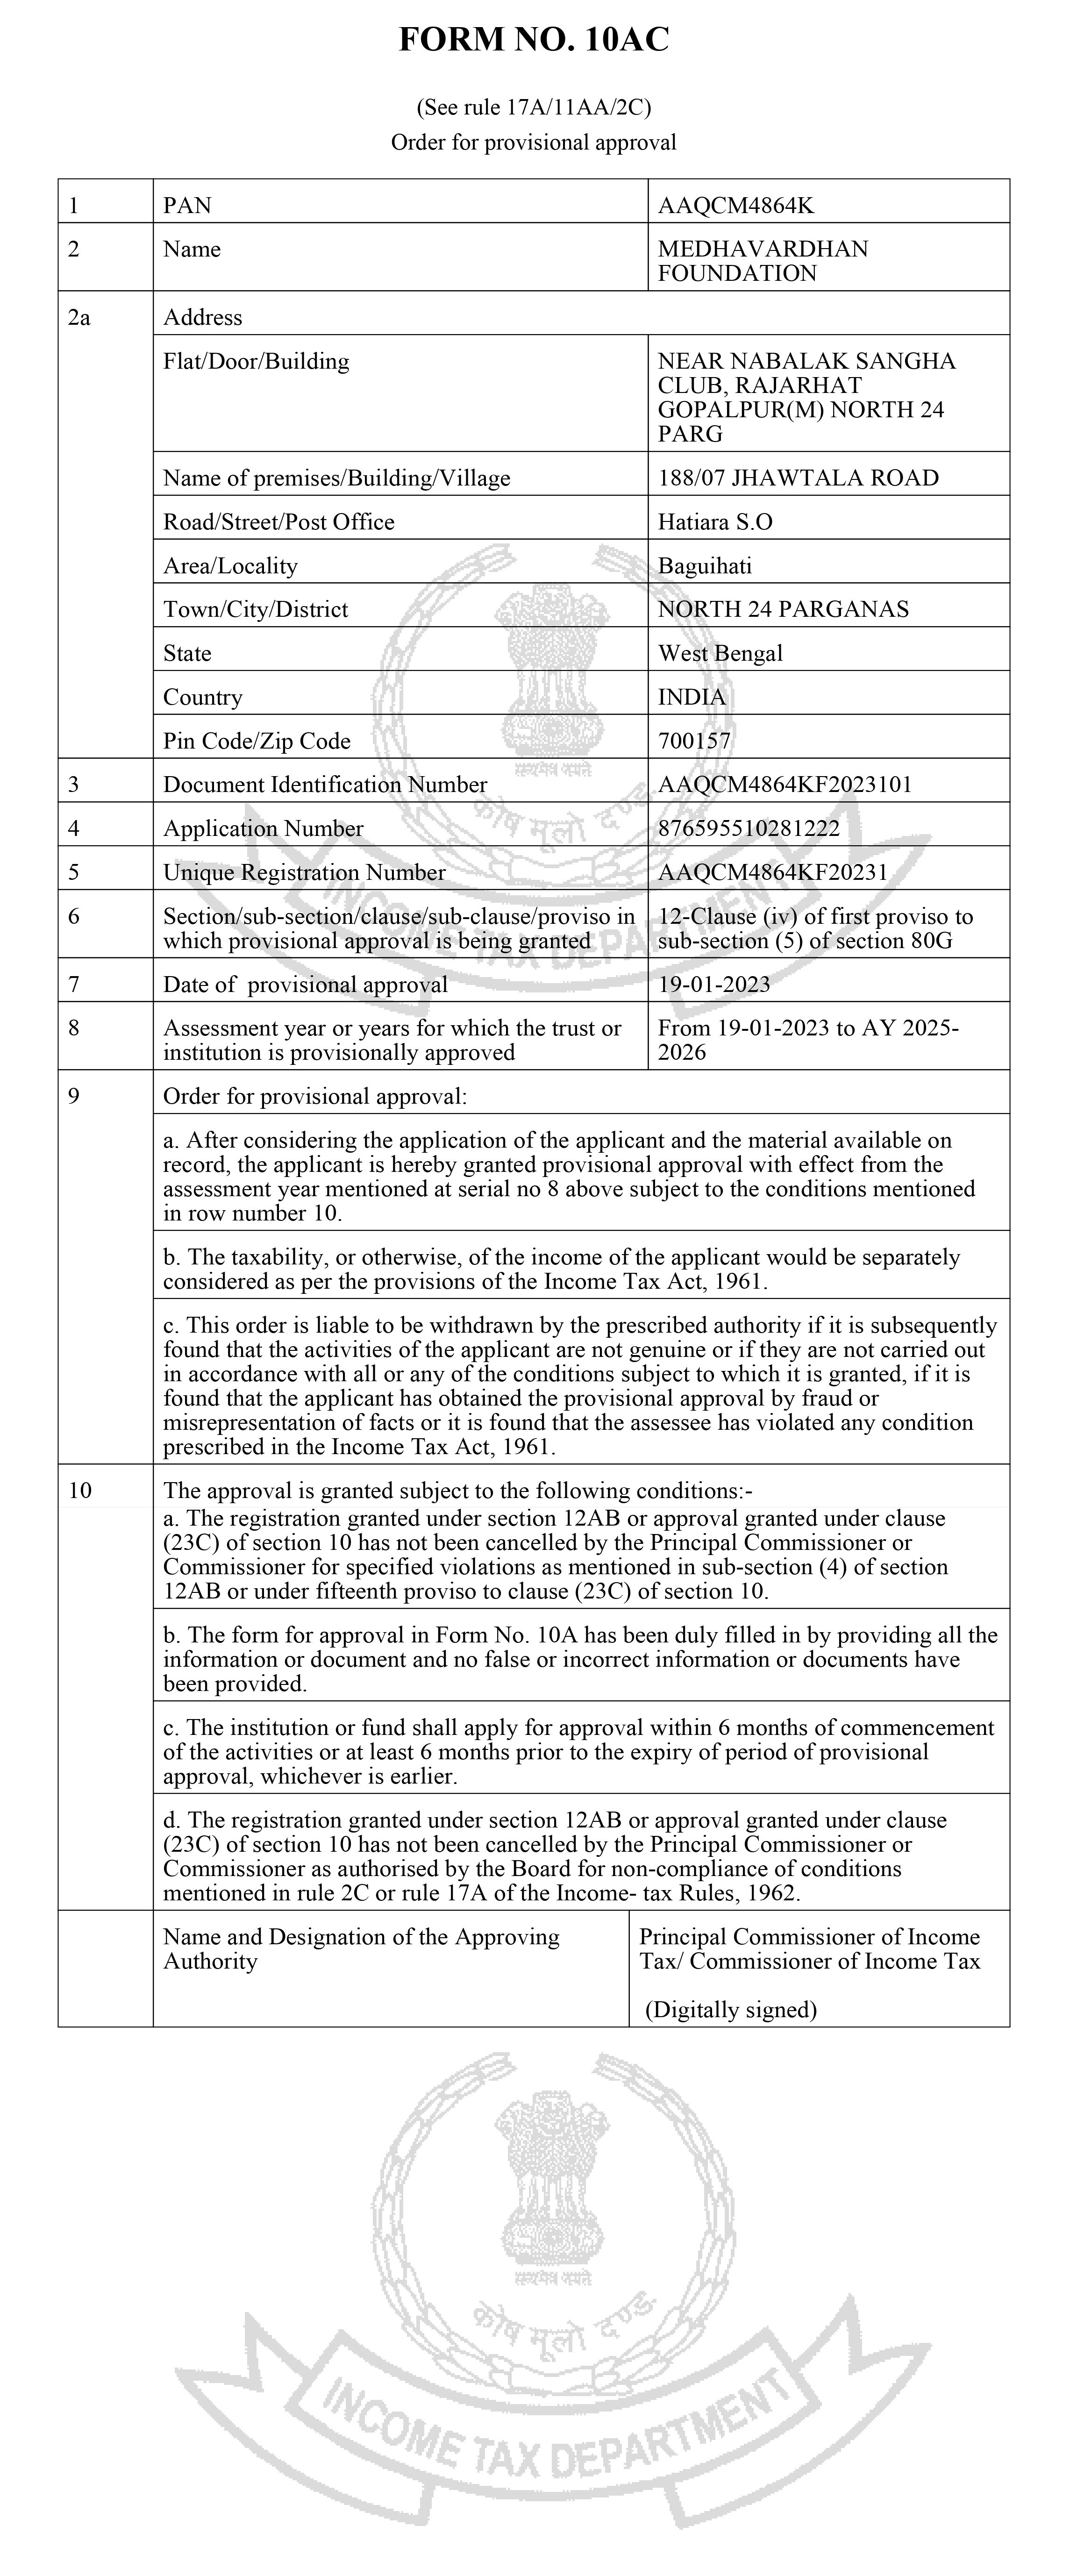 FORM NO. 10AC
(See rule 17A/11AA/2C)
Order for provisional approval
1 PAN AAQCM4864K
2 Name MEDHAVARDHAN
FOUNDATION
2a Address
Flat/Door/Building NEAR NABALAK SANGHA
CLUB, RAJARHAT
GOPALPUR(M) NORTH 24
PARG
Name of premises/Building/Village 188/07 JHAWTALA ROAD
Road/Street/Post Office Hatiara S.O
Area/Locality Baguihati
Town/City/District NORTH 24 PARGANAS
State West Bengal
Country INDIA
Pin Code/Zip Code 700157
3 Document Identification Number AAQCM4864KF2023101
4 Application Number 876595510281222
5 Unique Registration Number AAQCM4864KF20231
6 Section/sub-section/clause/sub-clause/proviso in 12-Clause (iv) of first proviso to
which provisional approval is being granted sub-section (5) of section 80G
7 Date of provisional approval 19-01-2023
8 Assessment year or years for which the trust or From 19-01-2023 to AY 2025-
institution is provisionally approved 2026
9 Order for provisional approval:
a. After considering the application of the applicant and the material available on
record, the applicant is hereby granted provisional approval with effect from the
assessment year mentioned at serial no 8 above subject to the conditions mentioned
in row number 10.
b. The taxability, or otherwise, of the income of the applicant would be separately
considered as per the provisions of the Income Tax Act, 1961.
c. This order is liable to be withdrawn by the prescribed authority if it is subsequently
found that the activities of the applicant are not genuine or if they are not carried out
in accordance with all or any of the conditions subject to which it is granted, if it is
found that the applicant has obtained the provisional approval by fraud or
misrepresentation of facts or it is found that the assessee has violated any condition
prescribed in the Income Tax Act, 1961.
10 The approval is granted subject to the following conditions:-
a. The registration granted under section 12AB or approval granted under clause
(23C) of section 10 has not been cancelled by the Principal Commissioner or
Commissioner for specified violations as mentioned in sub-section (4) of section
12AB or under fifteenth proviso to clause (23C) of section 10.
b. The form for approval in Form No. 10A has been duly filled in by providing all the
information or document and no false or incorrect information or documents have
been provided.
c. The institution or fund shall apply for approval within 6 months of commencement
of the activities or at least 6 months prior to the expiry of period of provisional
approval, whichever is earlier.
d. The registration granted under section 12AB or approval granted under clause
(23C) of section 10 has not been cancelled by the Principal Commissioner or
Commissioner as authorised by the Board for non-compliance of conditions
mentioned in rule 2C or rule 17A of the Income- tax Rules, 1962.
Name and Designation of the Approving Principal Commissioner of Income
Authority Tax/ Commissioner of Income Tax
(Digitally signed)
सत्यमेव जयते
कोष मूलो दण्डः
INCOME TAX DEPARTMENT
सत्यमेव जयते
कोष मूलो दण्डः
INCOME TAX DEPARTMENT